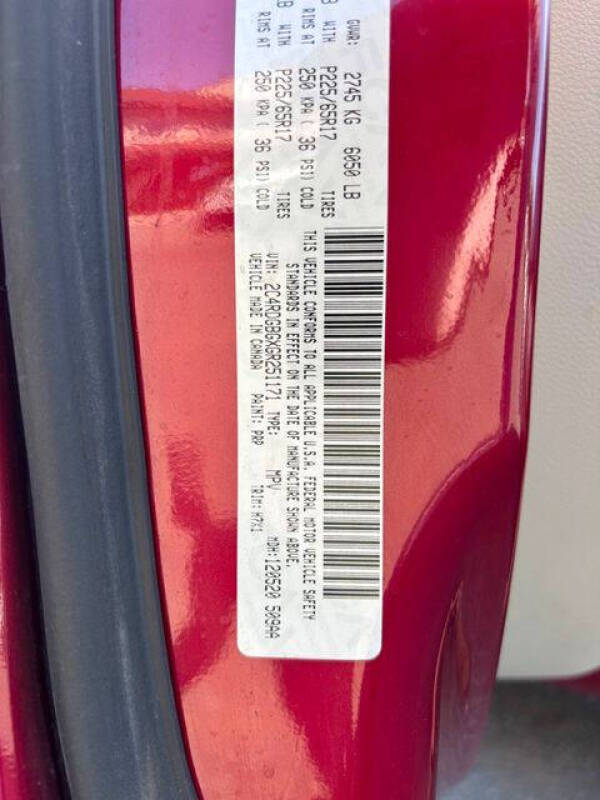 GVWR: 2745 KG 6050 LB
B WITH P225/65R17 TIRES
RIMS AT 250 KPA ( 36 PSI) COLD
LB WITH P225/65R17 TIRES
RIMS AT 250 KPA ( 36 PSI) COLD
THIS VEHICLE CONFORMS TO ALL APPLICABLE U.S.A. FEDERAL MOTOR VEHICLE SAFETY
STANDARDS IN EFFECT ON THE DATE OF MANUFACTURE SHOWN ABOVE.
VIN: 2C4RDGBGXGR251171 TYPE: MPV MDH:120520 509AA
VEHICLE MADE IN CANADA PAINT: PRP TRIM: H7X1